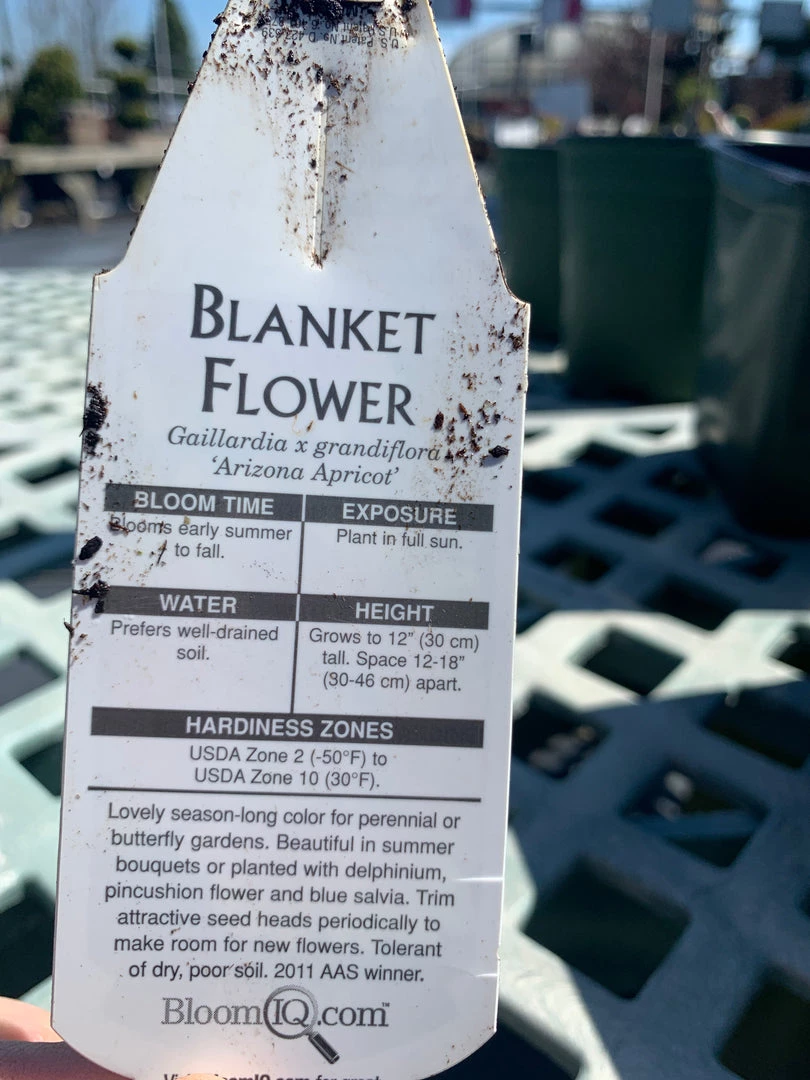 BLANKET
FLOWER
Gaillardia x grandiflora
‘Arizona Apricot’
BLOOM TIME
Blooms early summer
to fall.
EXPOSURE
Plant in full sun.
WATER
Prefers well-drained
soil.
HEIGHT
Grows to 12" (30 cm)
tall. Space 12-18"
(30-46 cm) apart.
HARDINESS ZONES
USDA Zone 2 (-50°F) to
USDA Zone 10 (30°F).
Lovely season-long color for perennial or
butterfly gardens. Beautiful in summer
bouquets or planted with delphinium,
pincushion flower and blue salvia. Trim
attractive seed heads periodically to
make room for new flowers. Tolerant
of dry, poor soil. 2011 AAS winner.
BloomIQ.com™